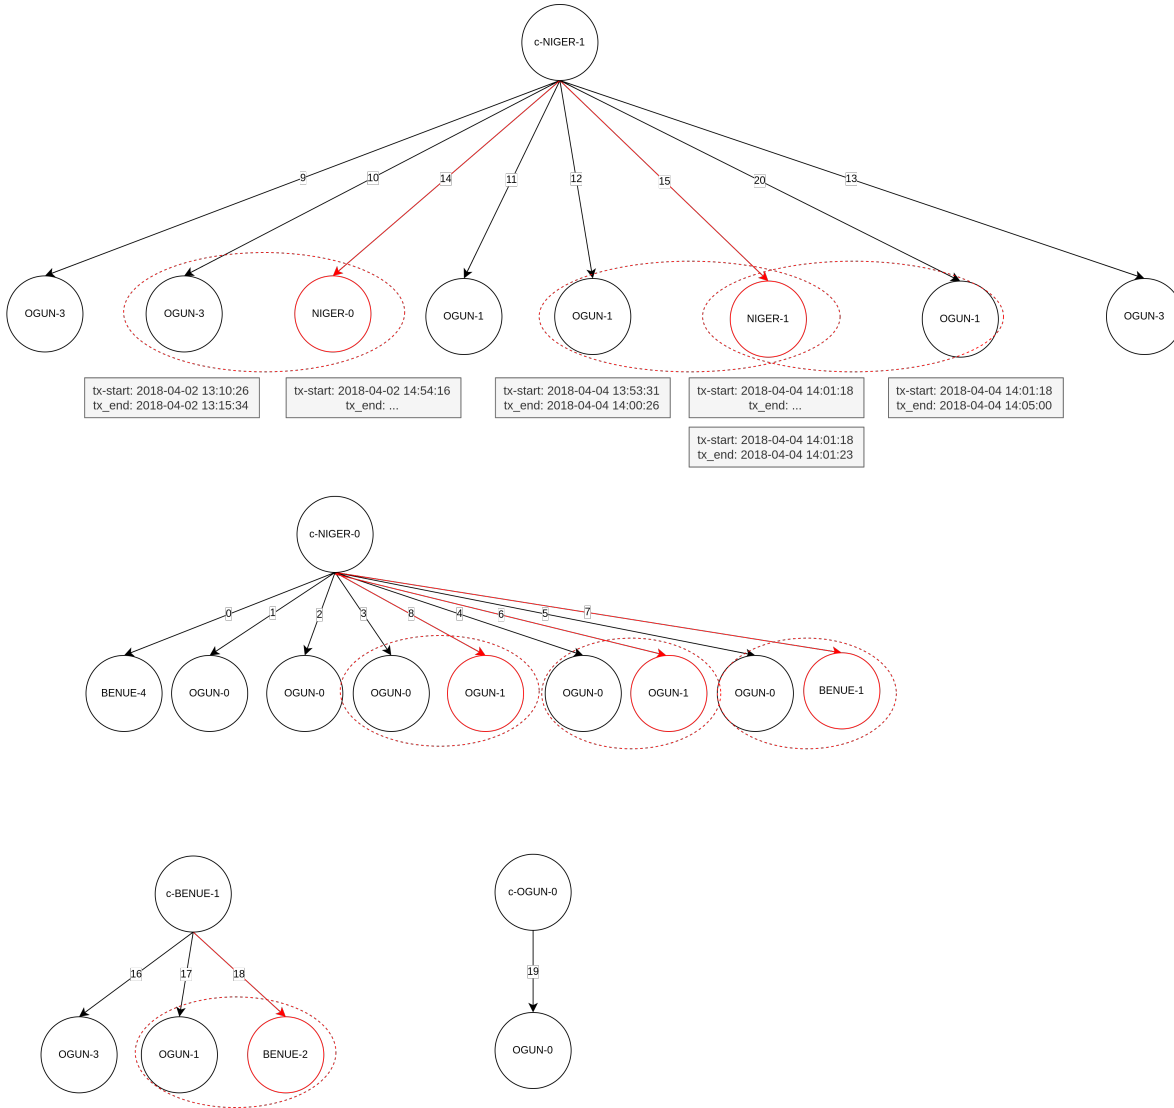 c-NIGER-1
9
10
14
11
12
15
20
13
OGUN-3
OGUN-3
NIGER-0
OGUN-1
OGUN-1
NIGER-1
OGUN-1
OGUN-3
tx-start: 2018-04-02 13:10:26
tx_end: 2018-04-02 13:15:34
tx-start: 2018-04-02 14:54:16
tx_end: ...
tx-start: 2018-04-04 13:53:31
tx_end: 2018-04-04 14:00:26
tx-start: 2018-04-04 14:01:18
tx_end: ...
tx-start: 2018-04-04 14:01:18
tx_end: 2018-04-04 14:05:00
tx-start: 2018-04-04 14:01:18
tx_end: 2018-04-04 14:01:23
c-NIGER-0
0
1
2
3
8
4
6
5
7
BENUE-4
OGUN-0
OGUN-0
OGUN-0
OGUN-1
OGUN-0
OGUN-1
OGUN-0
BENUE-1
c-BENUE-1
16
17
18
OGUN-3
OGUN-1
BENUE-2
c-OGUN-0
19
OGUN-0